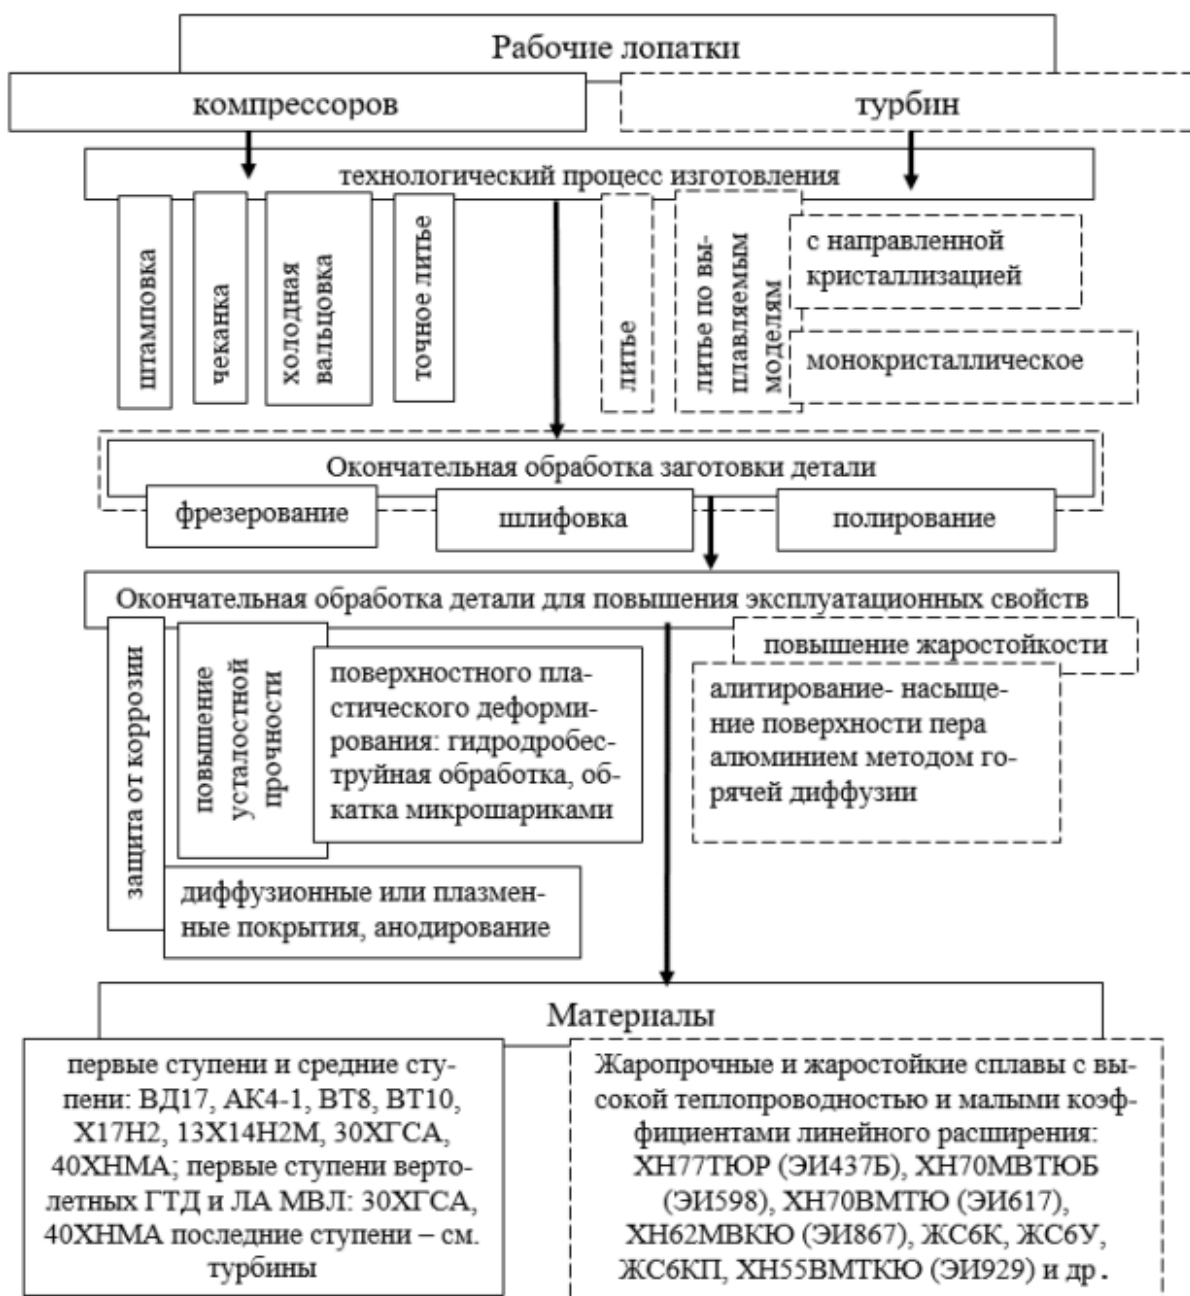 Рабочие лопатки
компрессоров
турбин
технологический процесс изготовления
штамповка
чеканка
холодная
вальцовка
точное литье
литье
литье по вы-
плавляемым
моделям
с направленной
кристаллизацией
монокристаллическое
Окончательная обработка заготовки детали
фрезерование
шлифовка
полирование
Окончательная обработка детали для повышения эксплуатационных свойств
защита от коррозии
повышение
усталостной
прочности
поверхностного пла-
стического деформи-
рования: гидродробес-
труйная обработка, об-
катка микрошариками
повышение жаростойкости
алитирование- насыще-
ние поверхности пера
алюминием методом го-
рячей диффузии
диффузионные или плазмен-
ные покрытия, анодирование
Материалы
первые ступени и средние сту-
пени: ВД17, АК4-1, ВТ8, ВТ10,
Х17Н2, 13Х14Н2М, 30ХГСА,
40ХНМА; первые ступени верто-
летных ГТД и ЛА МВЛ: 30ХГСА,
40ХНМА последние ступени – см.
турбины
Жаропрочные и жаростойкие сплавы с вы-
сокой теплопроводностью и малыми коэф-
фициентами линейного расширения:
ХН77ТЮР (ЭИ437Б), ХН70МВТЮБ
(ЭИ598), ХН70ВМТЮ (ЭИ617),
ХН62МВКЮ (ЭИ867), ЖС6К, ЖС6У,
ЖС6КП, ХН55ВМТКЮ (ЭИ929) и др.